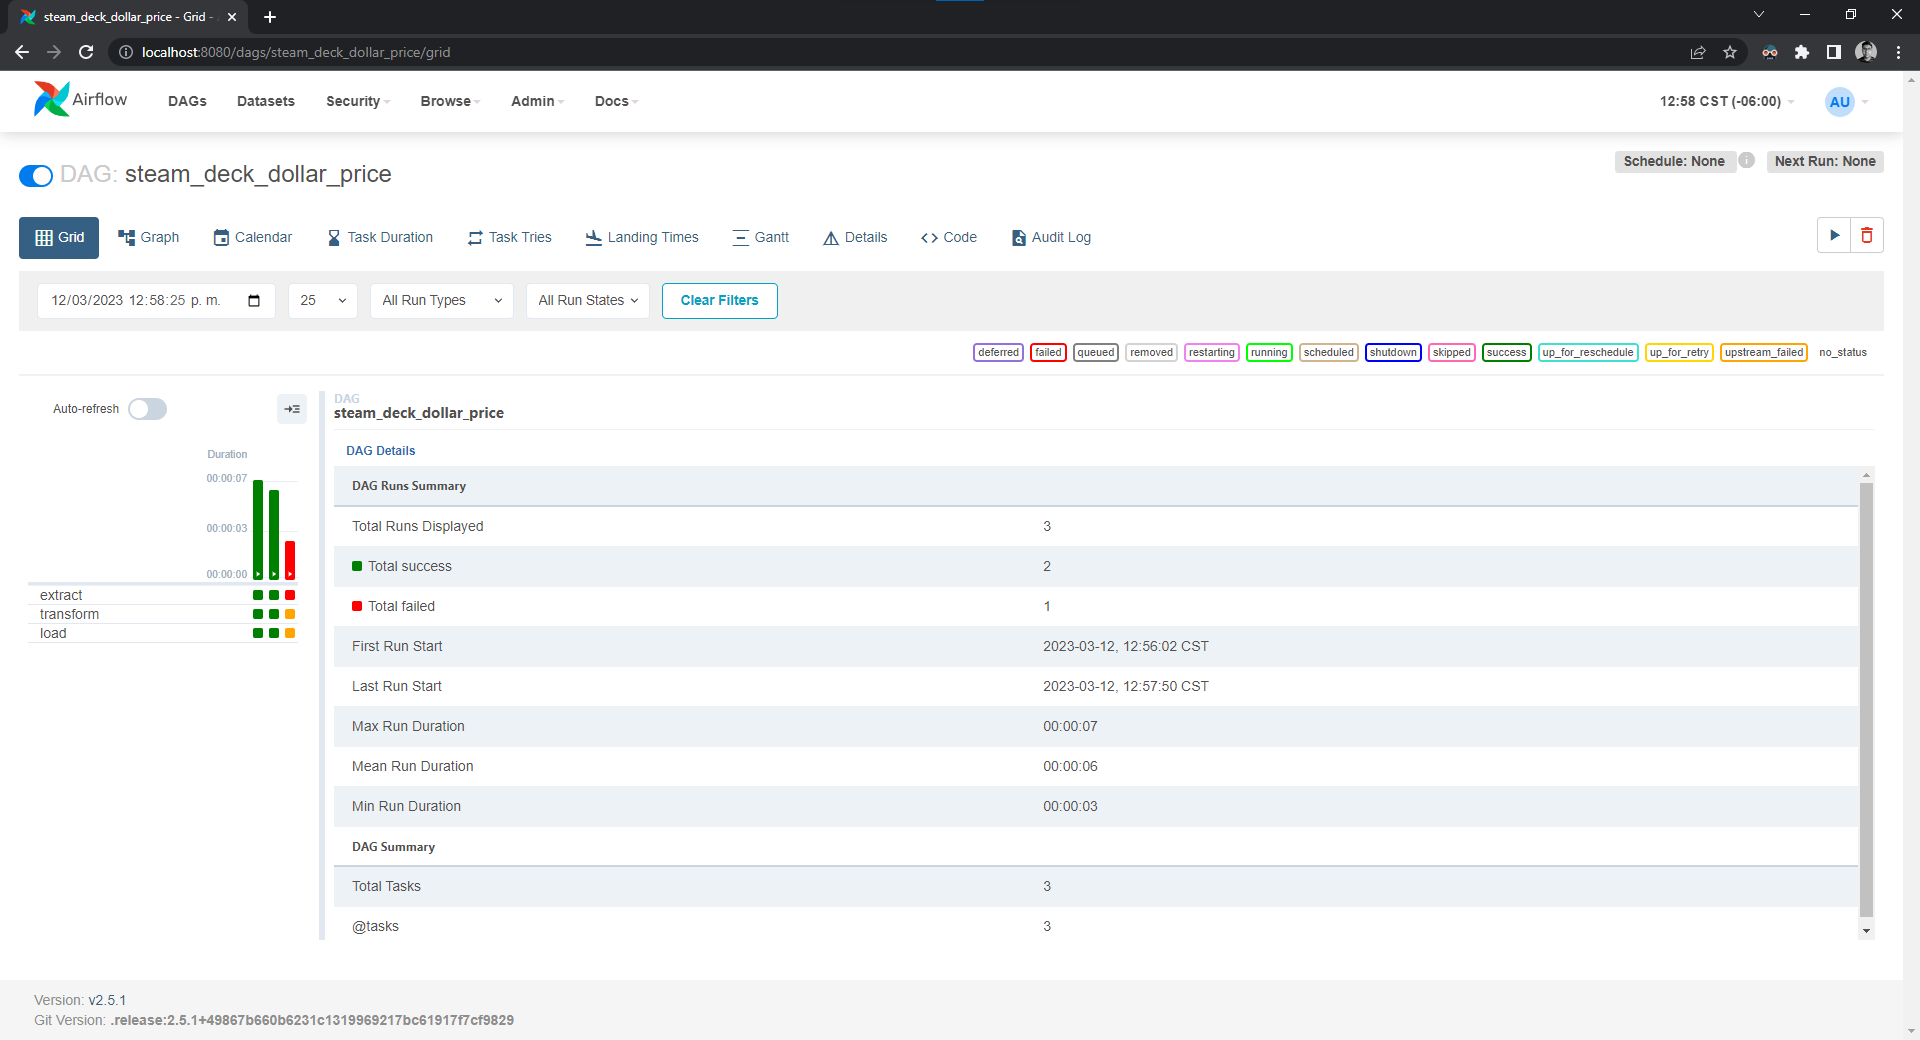 steam_deck_dollar_price - Grid -
localhost:8080/dags/steam_deck_dollar_price/grid
Airflow DAGs Datasets Security Browse Admin Docs 12:58 CST (-06:00) AU
DAG: steam_deck_dollar_price Schedule: None i Next Run: None
Grid Graph Calendar Task Duration Task Tries Landing Times Gantt Details Code Audit Log
12/03/2023 12:58:25 p. m. 25 All Run Types All Run States Clear Filters
deferred failed queued removed restarting running scheduled shutdown skipped success up_for_reschedule up_for_retry upstream_failed no_status
Auto-refresh
Duration
00:00:07
00:00:03
00:00:00
extract
transform
load
DAG
steam_deck_dollar_price
DAG Details
DAG Runs Summary
Total Runs Displayed 3
Total success 2
Total failed 1
First Run Start 2023-03-12, 12:56:02 CST
Last Run Start 2023-03-12, 12:57:50 CST
Max Run Duration 00:00:07
Mean Run Duration 00:00:06
Min Run Duration 00:00:03
DAG Summary
Total Tasks 3
@tasks 3
Version: v2.5.1
Git Version: .release:2.5.1+49867b660b6231c1319969217bc61917f7cf9829